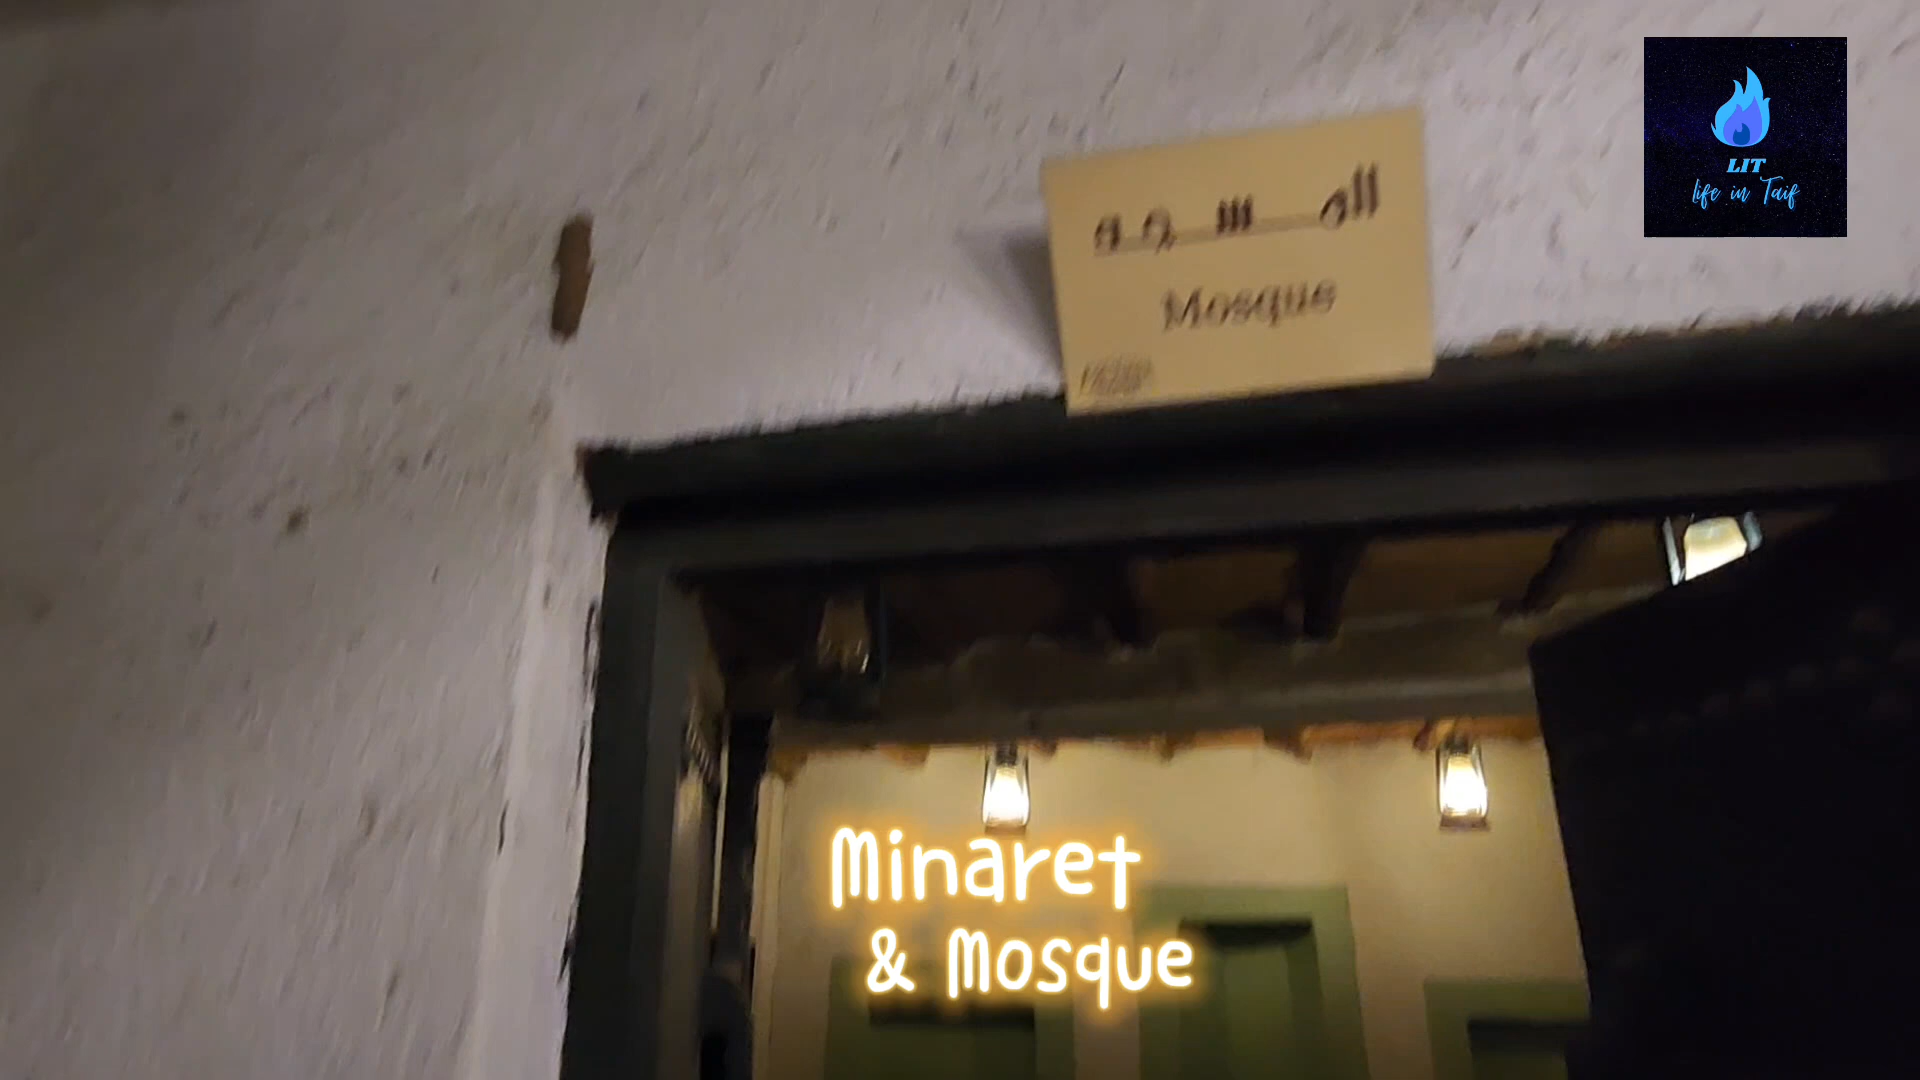 المسجد
Mosque
LIT
life in Taif
Minaret
& Mosque